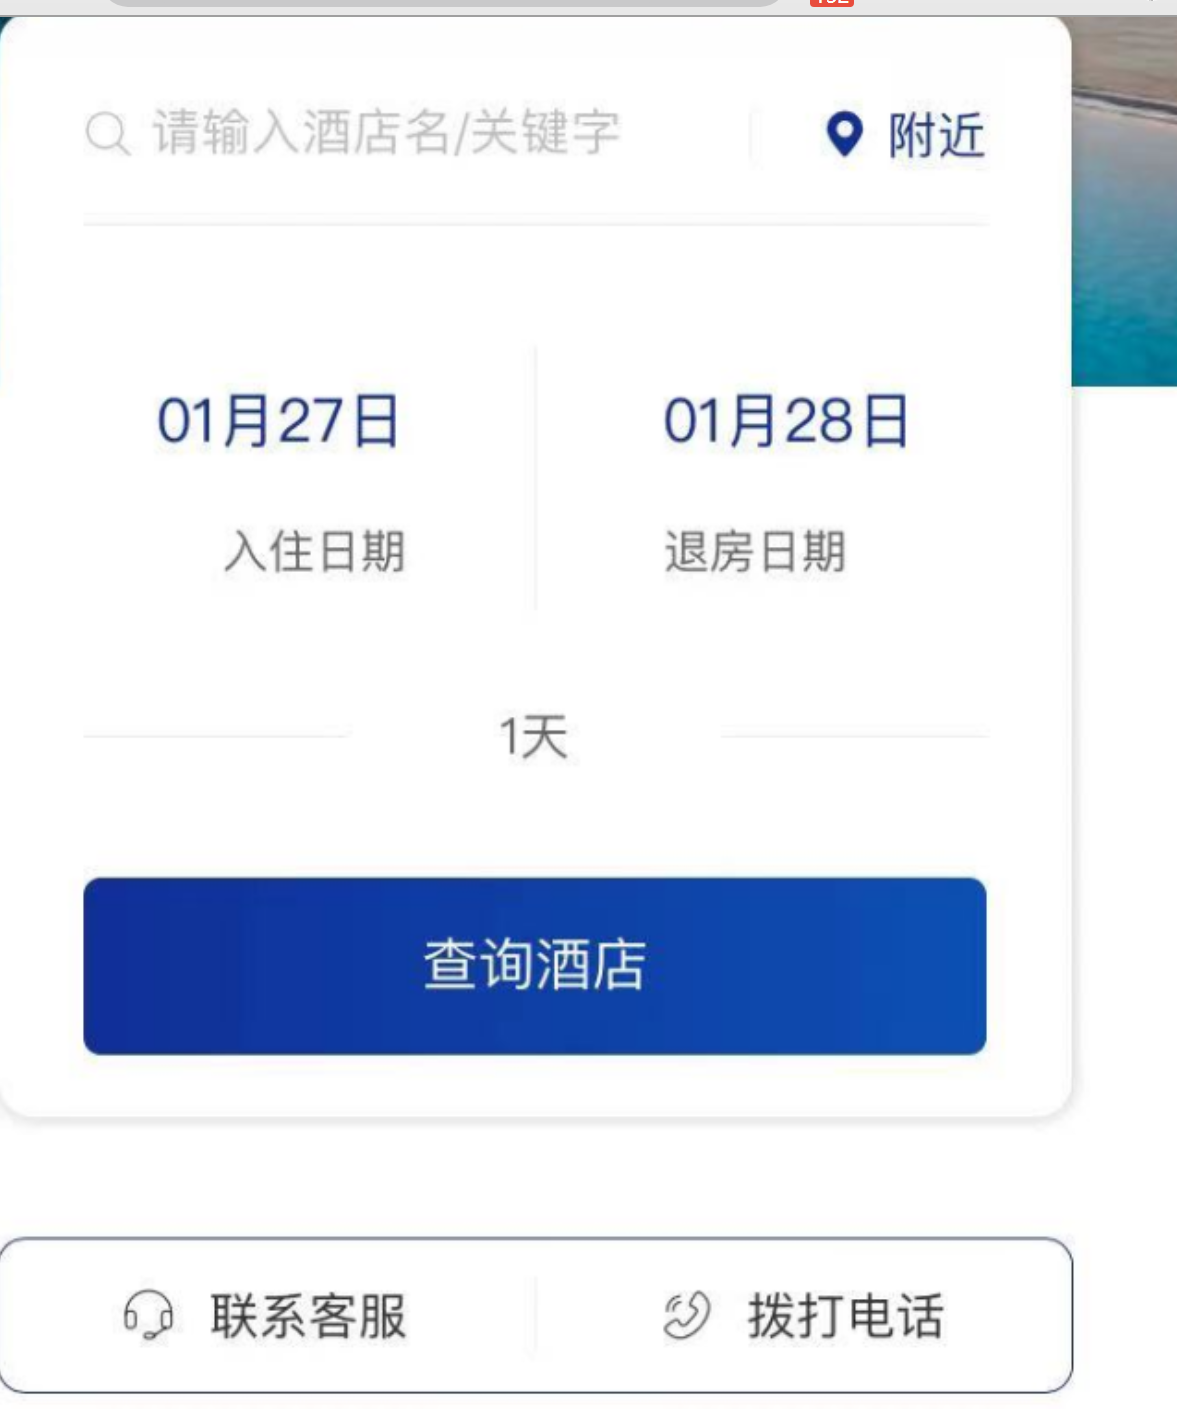 请输入酒店名/关键字 附近
01月27日 01月28日
入住日期 退房日期
1天
查询酒店
联系客服 拨打电话